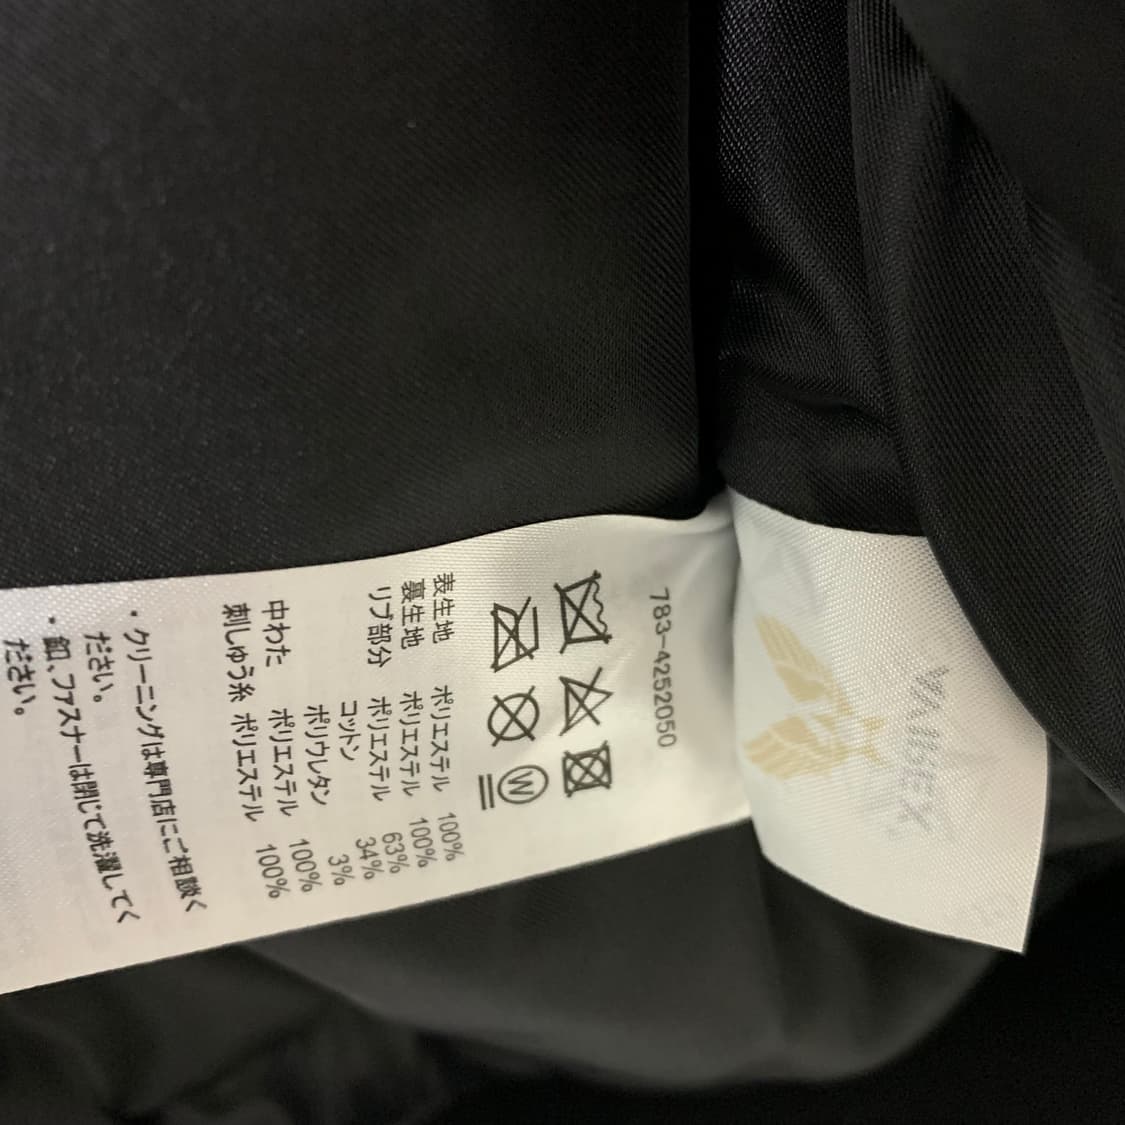 783-4252050
W
表生地 ポリエステル 100%
裏生地 ポリエステル 100%
リブ部分 ポリエステル 63%
コットン 34%
ポリウレタン 3%
中わた ポリエステル 100%
刺しゅう糸 ポリエステル 100%
・クリーニングは専門店にご相談く
ださい。
・釦、ファスナーは閉じて洗濯してく
ださい。